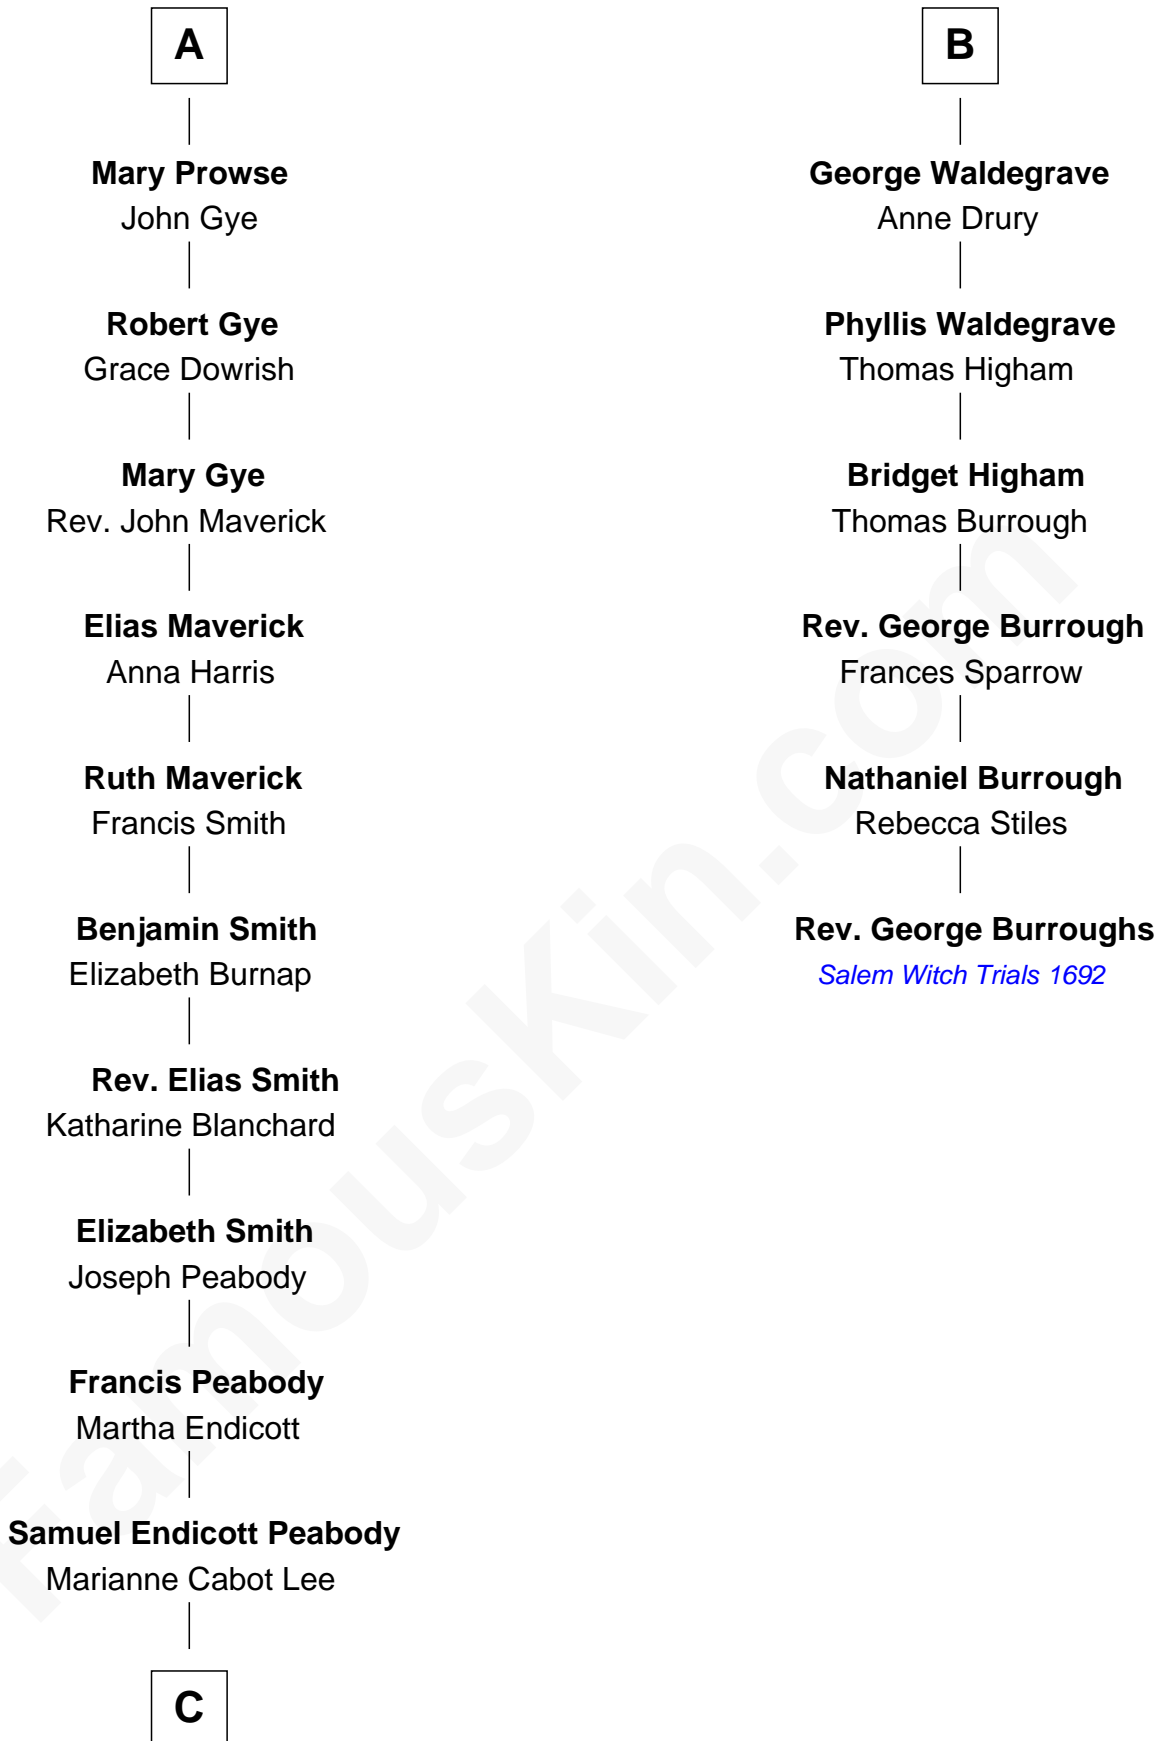 A
Mary Prowse
John Gye
Robert Gye
Grace Dowrish
Mary Gye
Rev. John Maverick
Elias Maverick
Anna Harris
Ruth Maverick
Francis Smith
Benjamin Smith
Elizabeth Burnap
Rev. Elias Smith
Katharine Blanchard
Elizabeth Smith
Joseph Peabody
Francis Peabody
Martha Endicott
Samuel Endicott Peabody
Marianne Cabot Lee
C
B
George Waldegrave
Anne Drury
Phyllis Waldegrave
Thomas Higham
Bridget Higham
Thomas Burrough
Rev. George Burrough
Frances Sparrow
Nathaniel Burrough
Rebecca Stiles
Rev. George Burroughs
Salem Witch Trials 1692
FamousKin.com